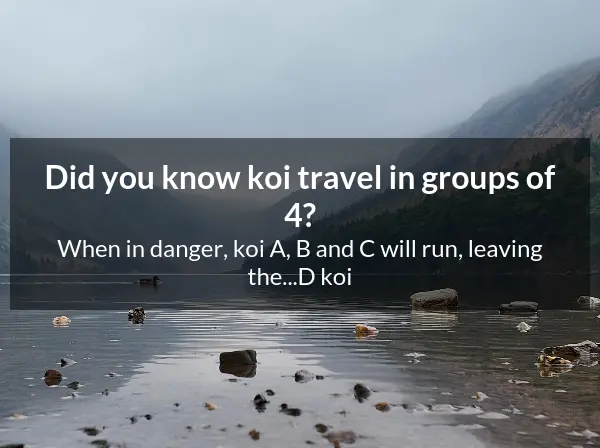 Did you know koi travel in groups of
4?
When in danger, koi A, B and C will run, leaving
the...D koi